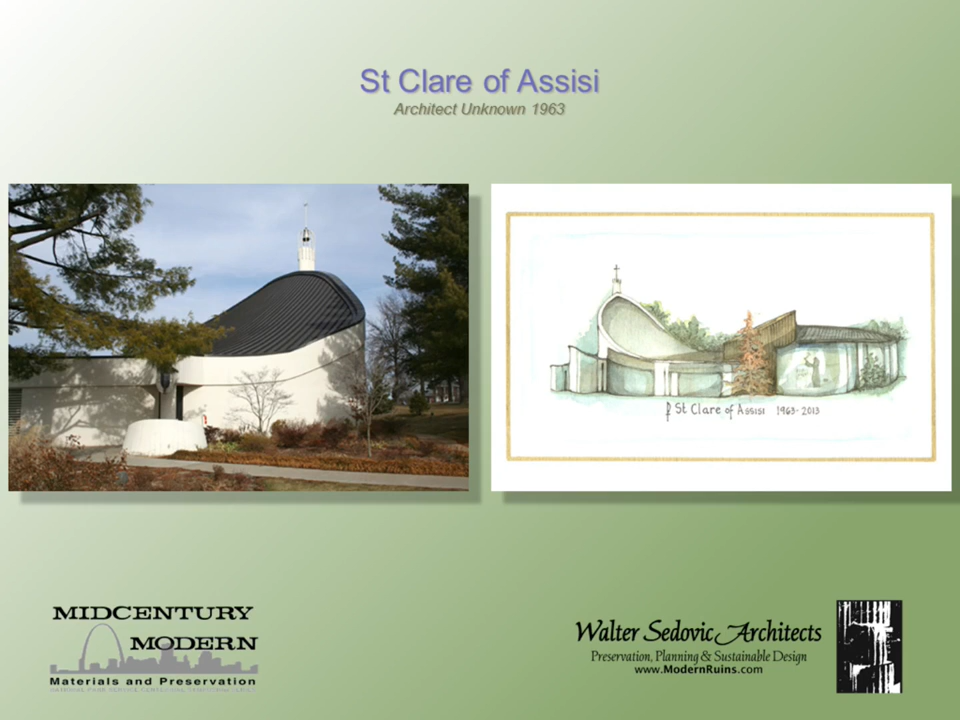 St Clare of Assisi
Architect Unknown 1963
St Clare of Assisi 1963-2013
MIDCENTURY
MODERN
Materials and Preservation
Walter Sedovic Architects
Preservation, Planning & Sustainable Design
www.ModernRuins.com